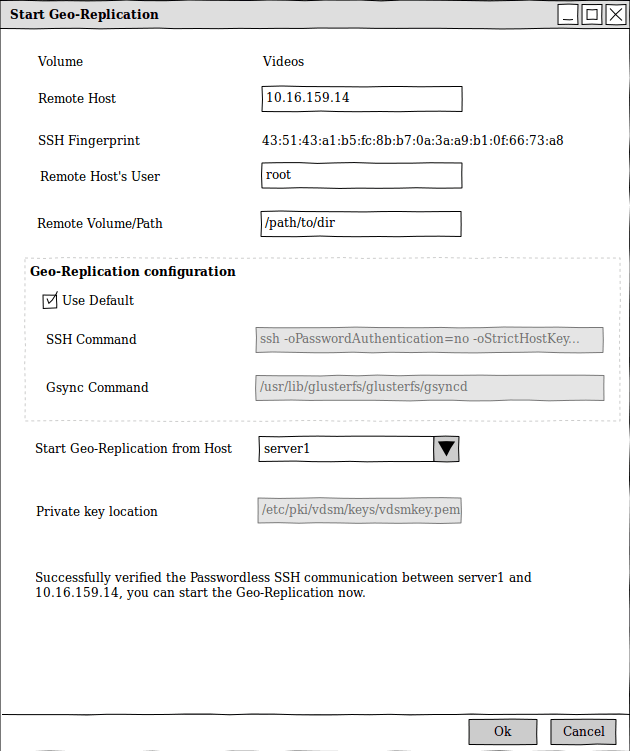 Start Geo-Replication
Volume Videos
Remote Host 10.16.159.14
SSH Fingerprint 43:51:43:a1:b5:fc:8b:b7:0a:3a:a9:b1:0f:66:73:a8
Remote Host's User root
Remote Volume/Path /path/to/dir
Geo-Replication configuration
Use Default
SSH Command ssh -oPasswordAuthentication=no -oStrictHostKey...
Gsync Command /usr/lib/glusterfs/glusterfs/gsyncd
Start Geo-Replication from Host server1
Private key location /etc/pki/vdsm/keys/vdsmkey.pem
Successfully verified the Passwordless SSH communication between server1 and
10.16.159.14, you can start the Geo-Replication now.
Ok Cancel